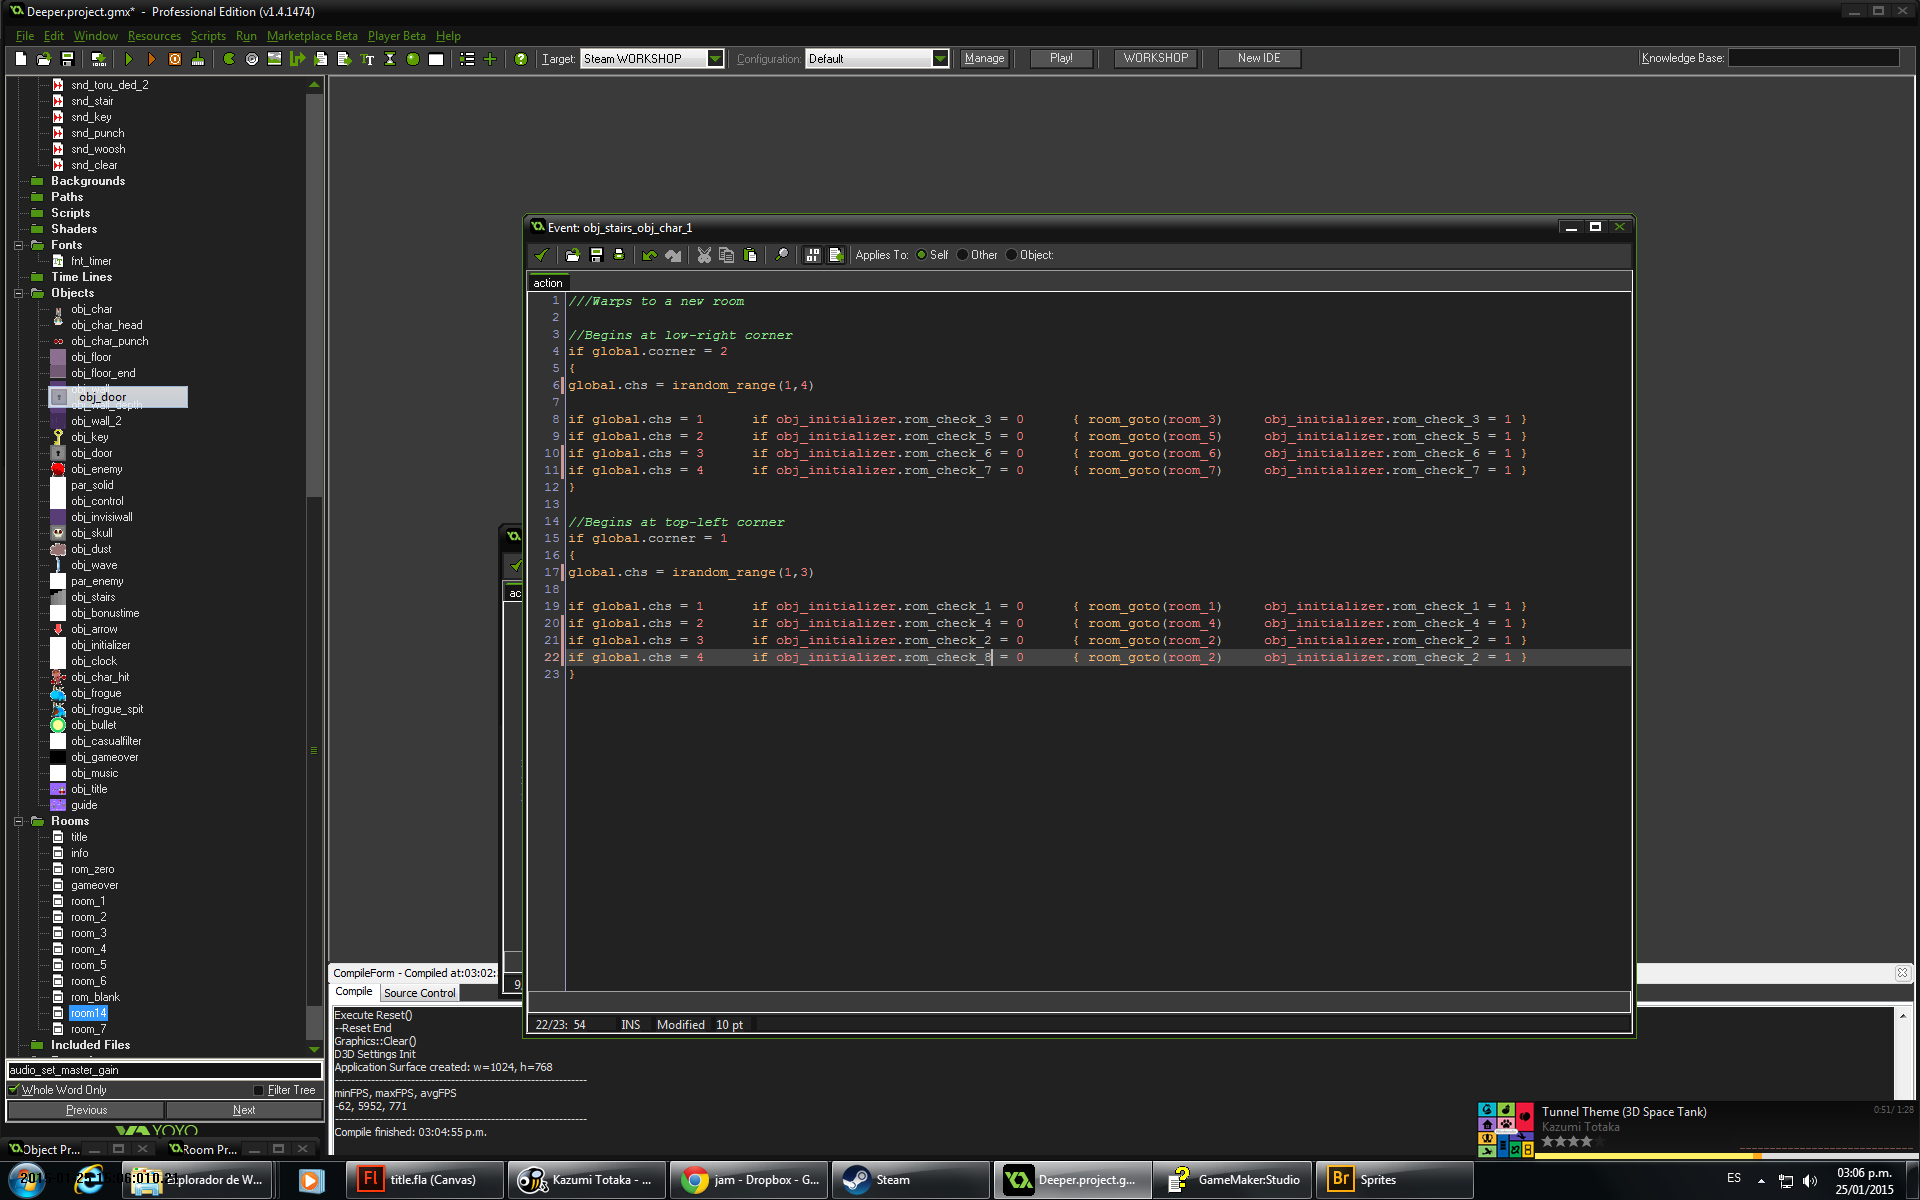 Deeper.project.gmx* - Professional Edition (v1.4.1474)
File Edit Window Resources Scripts Run Marketplace Beta Player Beta Help
Target: Steam WORKSHOP Configuration: Default Manage Play! WORKSHOP New IDE Knowledge Base:
snd_toru_ded_2
snd_stair
snd_key
snd_punch
snd_woosh
snd_clear
Backgrounds
Paths
Scripts
Shaders
Fonts
fnt_timer
Time Lines
Objects
obj_char
obj_char_head
obj_char_punch
obj_floor
obj_floor_end
obj_wall
obj_door
obj_wall_depth
obj_wall_2
obj_key
obj_door
obj_enemy
par_solid
obj_control
obj_invisiwall
obj_skull
obj_dust
obj_wave
par_enemy
obj_stairs
obj_bonustime
obj_arrow
obj_initializer
obj_clock
obj_char_hit
obj_frogue
obj_frogue_spit
obj_bullet
obj_casualfilter
obj_gameover
obj_music
obj_title
guide
Rooms
title
info
rom_zero
gameover
room_1
room_2
room_3
room_4
room_5
room_6
rom_blank
room14
room_7
Included Files
audio_set_master_gain
Whole Word Only Filter Tree
Previous Next
YOYO
Object Pr... Room Pr...
Event: obj_stairs_obj_char_1
Applies To: Self Other Object:
action
1 ///Warps to a new room
2
3 //Begins at low-right corner
4 if global.corner = 2
5 {
6 global.chs = irandom_range(1,4)
7
8 if global.chs = 1 if obj_initializer.rom_check_3 = 0 { room_goto(room_3) obj_initializer.rom_check_3 = 1 }
9 if global.chs = 2 if obj_initializer.rom_check_5 = 0 { room_goto(room_5) obj_initializer.rom_check_5 = 1 }
10 if global.chs = 3 if obj_initializer.rom_check_6 = 0 { room_goto(room_6) obj_initializer.rom_check_6 = 1 }
11 if global.chs = 4 if obj_initializer.rom_check_7 = 0 { room_goto(room_7) obj_initializer.rom_check_7 = 1 }
12 }
13
14 //Begins at top-left corner
15 if global.corner = 1
16 {
17 global.chs = irandom_range(1,3)
18
19 if global.chs = 1 if obj_initializer.rom_check_1 = 0 { room_goto(room_1) obj_initializer.rom_check_1 = 1 }
20 if global.chs = 2 if obj_initializer.rom_check_4 = 0 { room_goto(room_4) obj_initializer.rom_check_4 = 1 }
21 if global.chs = 3 if obj_initializer.rom_check_2 = 0 { room_goto(room_2) obj_initializer.rom_check_2 = 1 }
22 if global.chs = 4 if obj_initializer.rom_check_8 = 0 { room_goto(room_2) obj_initializer.rom_check_2 = 1 }
23 }
22/23: 54 INS Modified 10 pt
ac
9
CompileForm - Compiled at:03:02:
Compile Source Control
Execute Reset()
--Reset End
Graphics::Clear()
D3D Settings Init
Application Surface created: w=1024, h=768
minFPS, maxFPS, avgFPS
-62, 5952, 771
Compile finished: 03:04:55 p.m.
Tunnel Theme (3D Space Tank) 0:51/ 1:28
Kazumi Totaka
Explorador de W... title.fla (Canvas) Kazumi Totaka - ... jam - Dropbox - G... Steam Deeper.project.g... GameMaker:Studio Br Sprites
ES 03:06 p.m.
25/01/2015